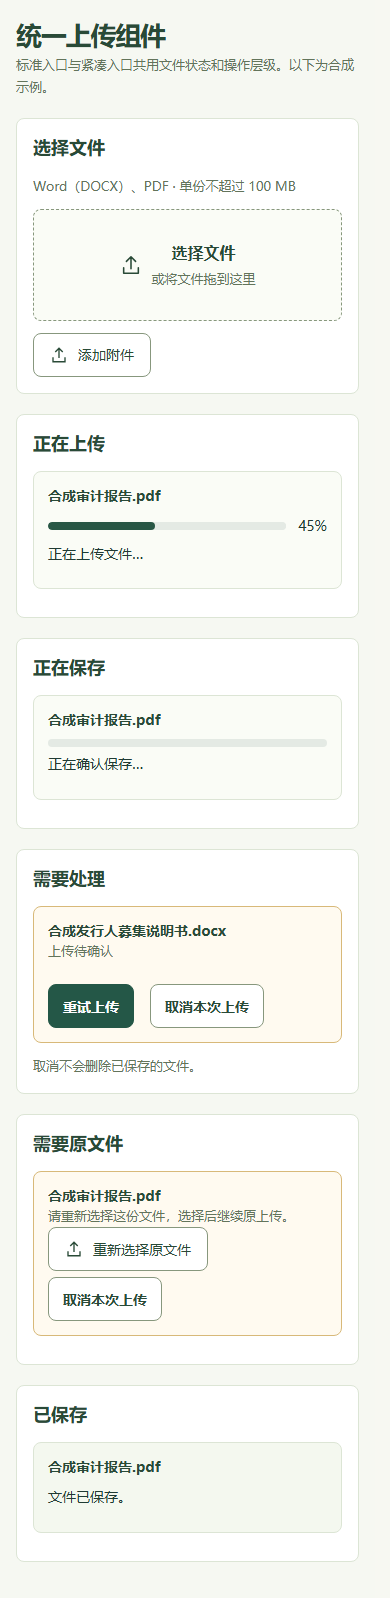 统一上传组件
标准入口与紧凑入口共用文件状态和操作层级。以下为合成
示例。
选择文件
Word（DOCX）、PDF · 单份不超过 100 MB
选择文件
或将文件拖到这里
添加附件
正在上传
合成审计报告.pdf
45%
正在上传文件...
正在保存
合成审计报告.pdf
正在确认保存...
需要处理
合成发行人募集说明书.docx
上传待确认
重试上传 取消本次上传
取消不会删除已保存的文件。
需要原文件
合成审计报告.pdf
请重新选择这份文件，选择后继续原上传。
重新选择原文件
取消本次上传
已保存
合成审计报告.pdf
文件已保存。